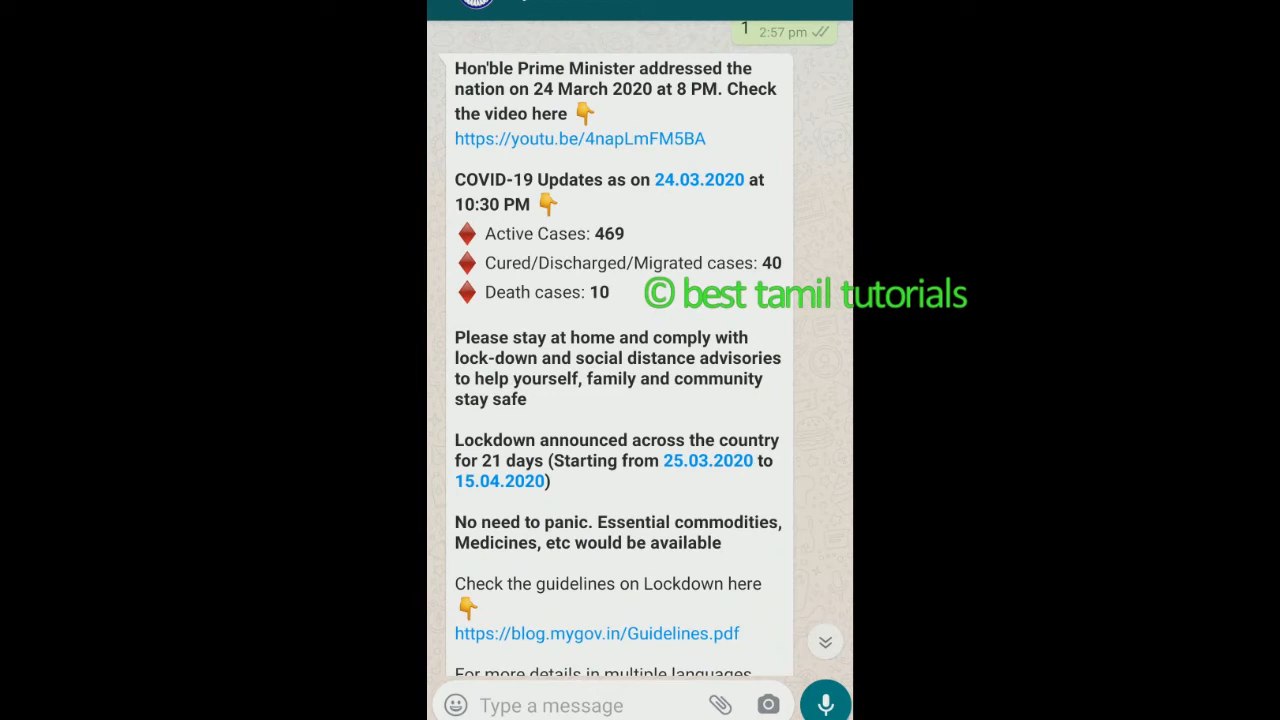 1 2:57 pm
Hon'ble Prime Minister addressed the
nation on 24 March 2020 at 8 PM. Check
the video here 👇
https://youtu.be/4napLmFM5BA
COVID-19 Updates as on 24.03.2020 at
10:30 PM 👇
♦ Active Cases: 469
♦ Cured/Discharged/Migrated cases: 40
♦ Death cases: 10
© best tamil tutorials
Please stay at home and comply with
lock-down and social distance advisories
to help yourself, family and community
stay safe
Lockdown announced across the country
for 21 days (Starting from 25.03.2020 to
15.04.2020)
No need to panic. Essential commodities,
Medicines, etc would be available
Check the guidelines on Lockdown here
👇
https://blog.mygov.in/Guidelines.pdf
For more details in multiple languages
Type a message